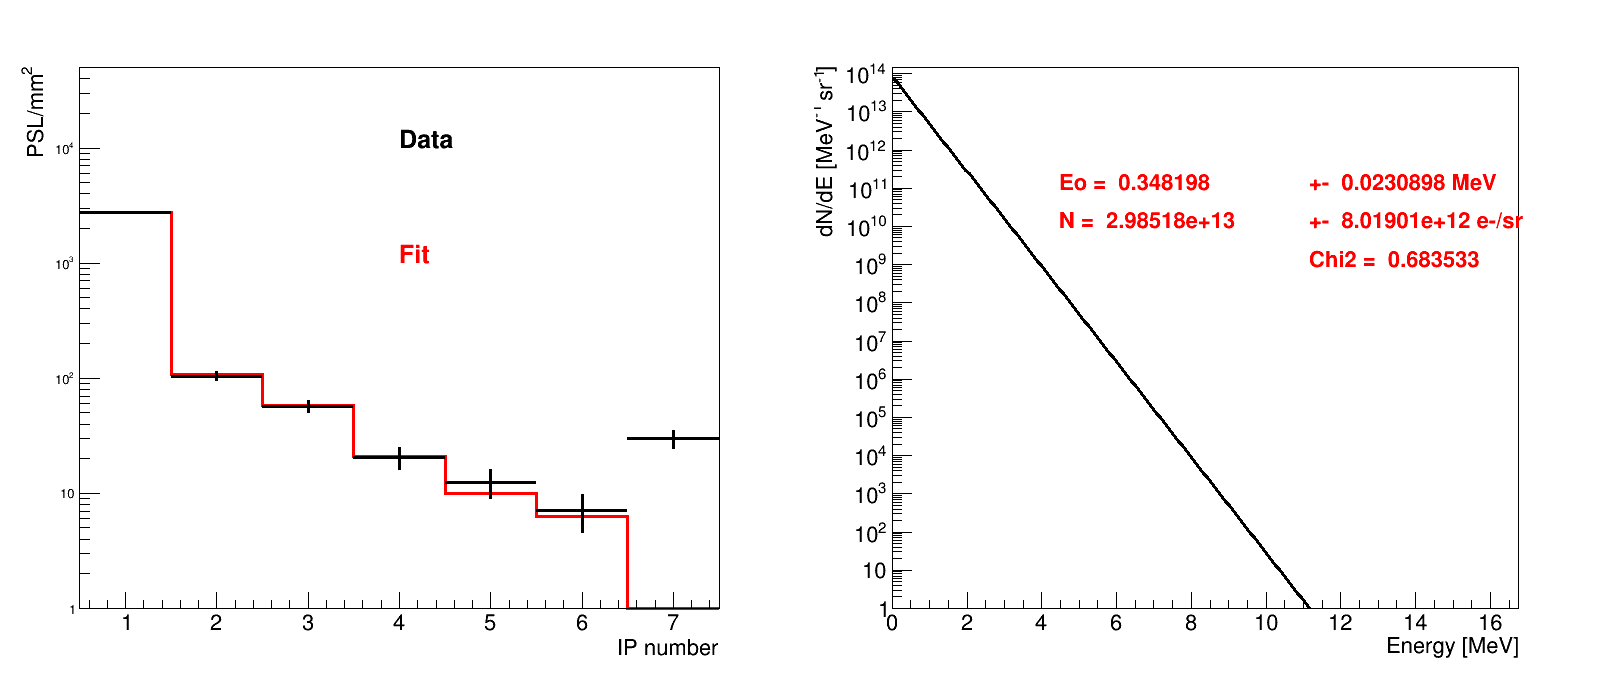 PSL/mm²
10⁴
10³
10²
10
1
Data
Fit
1 2 3 4 5 6 7
IP number
dN/dE [MeV⁻¹ sr⁻¹]
10¹⁴
10¹³
10¹²
10¹¹
10¹⁰
10⁹
10⁸
10⁷
10⁶
10⁵
10⁴
10³
10²
10
1
Eo = 0.348198 +- 0.0230898 MeV
N = 2.98518e+13 +- 8.01901e+12 e-/sr
Chi2 = 0.683533
0 2 4 6 8 10 12 14 16
Energy [MeV]